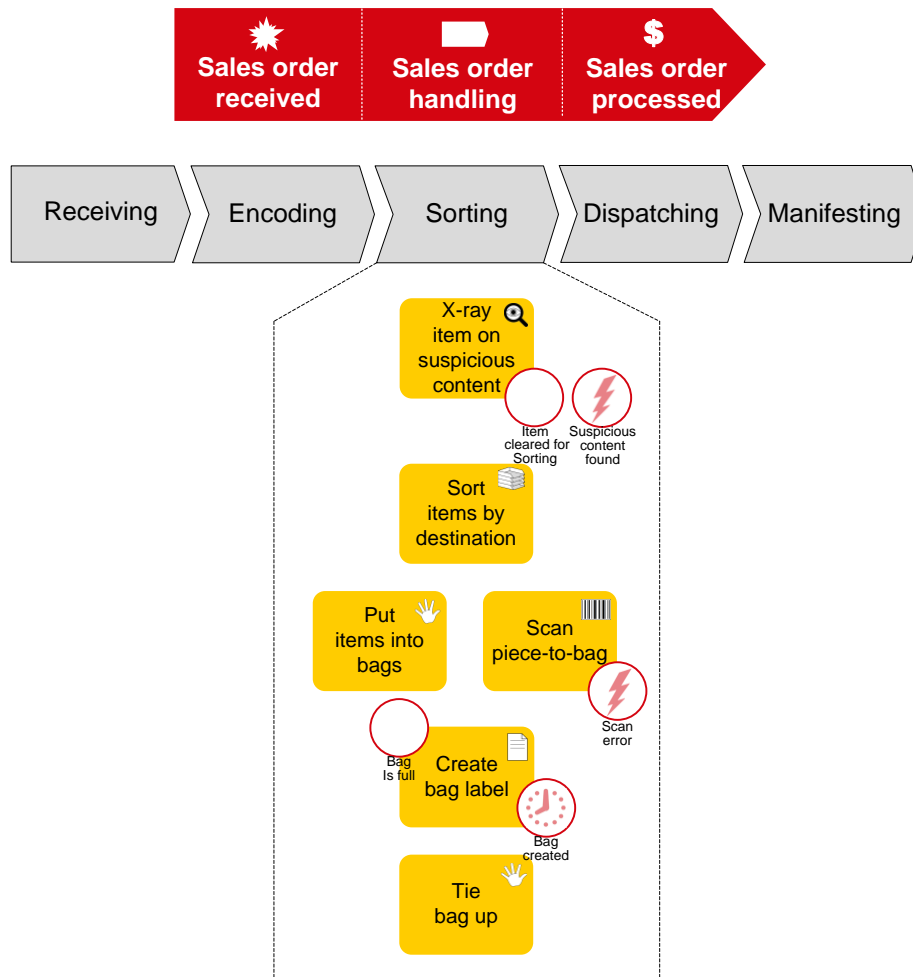 $
Sales order
received
Sales order
handling
Sales order
processed
Receiving
Encoding
Sorting
Dispatching
Manifesting
X-ray
item on
suspicious
content
Item
cleared for
Sorting
Suspicious
content
found
Sort
items by
destination
Put
items into
bags
Scan
piece-to-bag
Scan
error
Bag
Is full
Create
bag label
Bag
created
Tie
bag up